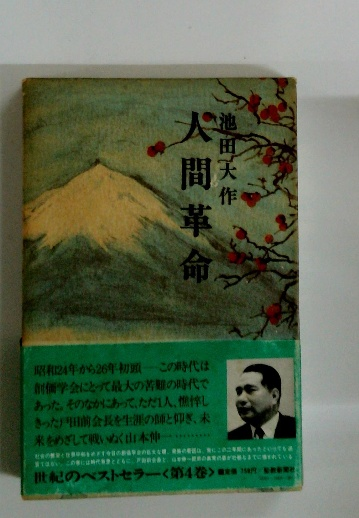 人間革命
池田大作
昭和24年から26年初頭——この時代は
創価学会にとって最大の苦難の時代で
あった。そのなかにあって、ただ1人、憔悴し
きった戸田前会長を生涯の師と仰ぎ、未
来をめざして戦いぬく山本伸一…………
世紀のベストセラー〈第4巻〉